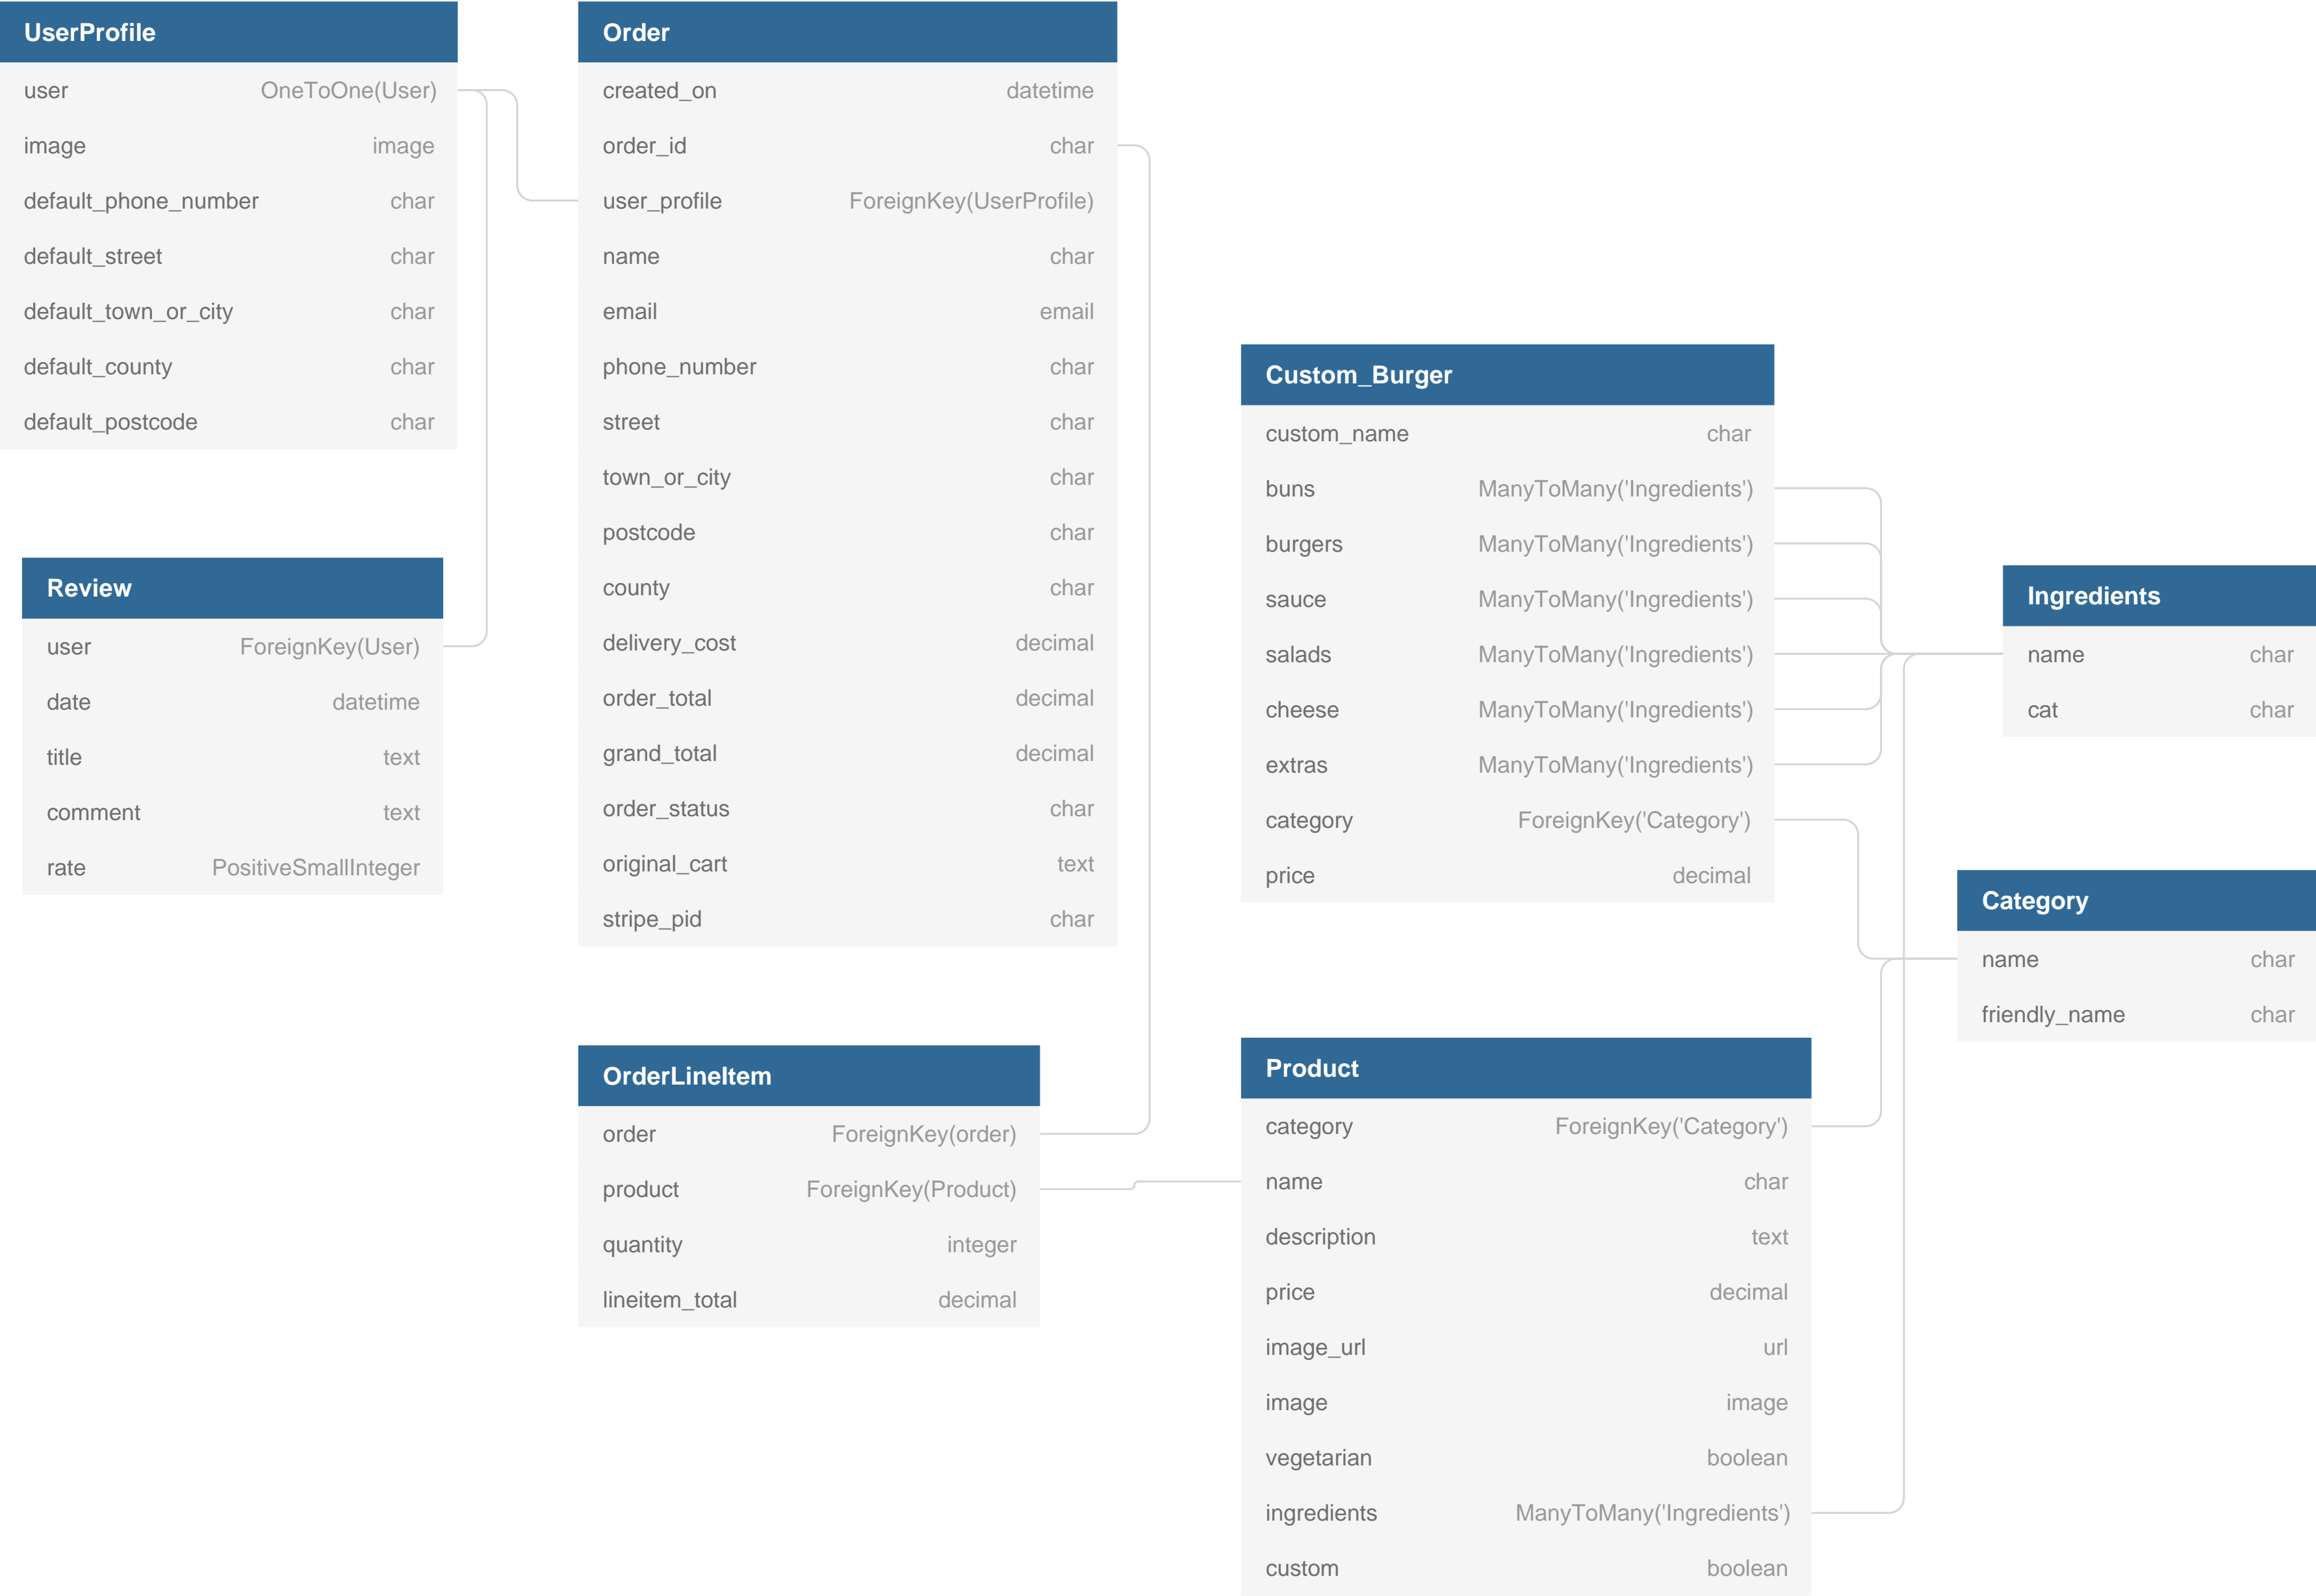 UserProfile
user OneToOne(User)
image image
default_phone_number char
default_street char
default_town_or_city char
default_county char
default_postcode char
Review
user ForeignKey(User)
date datetime
title text
comment text
rate PositiveSmallInteger
Order
created_on datetime
order_id char
user_profile ForeignKey(UserProfile)
name char
email email
phone_number char
street char
town_or_city char
postcode char
county char
delivery_cost decimal
order_total decimal
grand_total decimal
order_status char
original_cart text
stripe_pid char
OrderLineItem
order ForeignKey(order)
product ForeignKey(Product)
quantity integer
lineitem_total decimal
Custom_Burger
custom_name char
buns ManyToMany('Ingredients')
burgers ManyToMany('Ingredients')
sauce ManyToMany('Ingredients')
salads ManyToMany('Ingredients')
cheese ManyToMany('Ingredients')
extras ManyToMany('Ingredients')
category ForeignKey('Category')
price decimal
Product
category ForeignKey('Category')
name char
description text
price decimal
image_url url
image image
vegetarian boolean
ingredients ManyToMany('Ingredients')
custom boolean
Ingredients
name char
cat char
Category
name char
friendly_name char